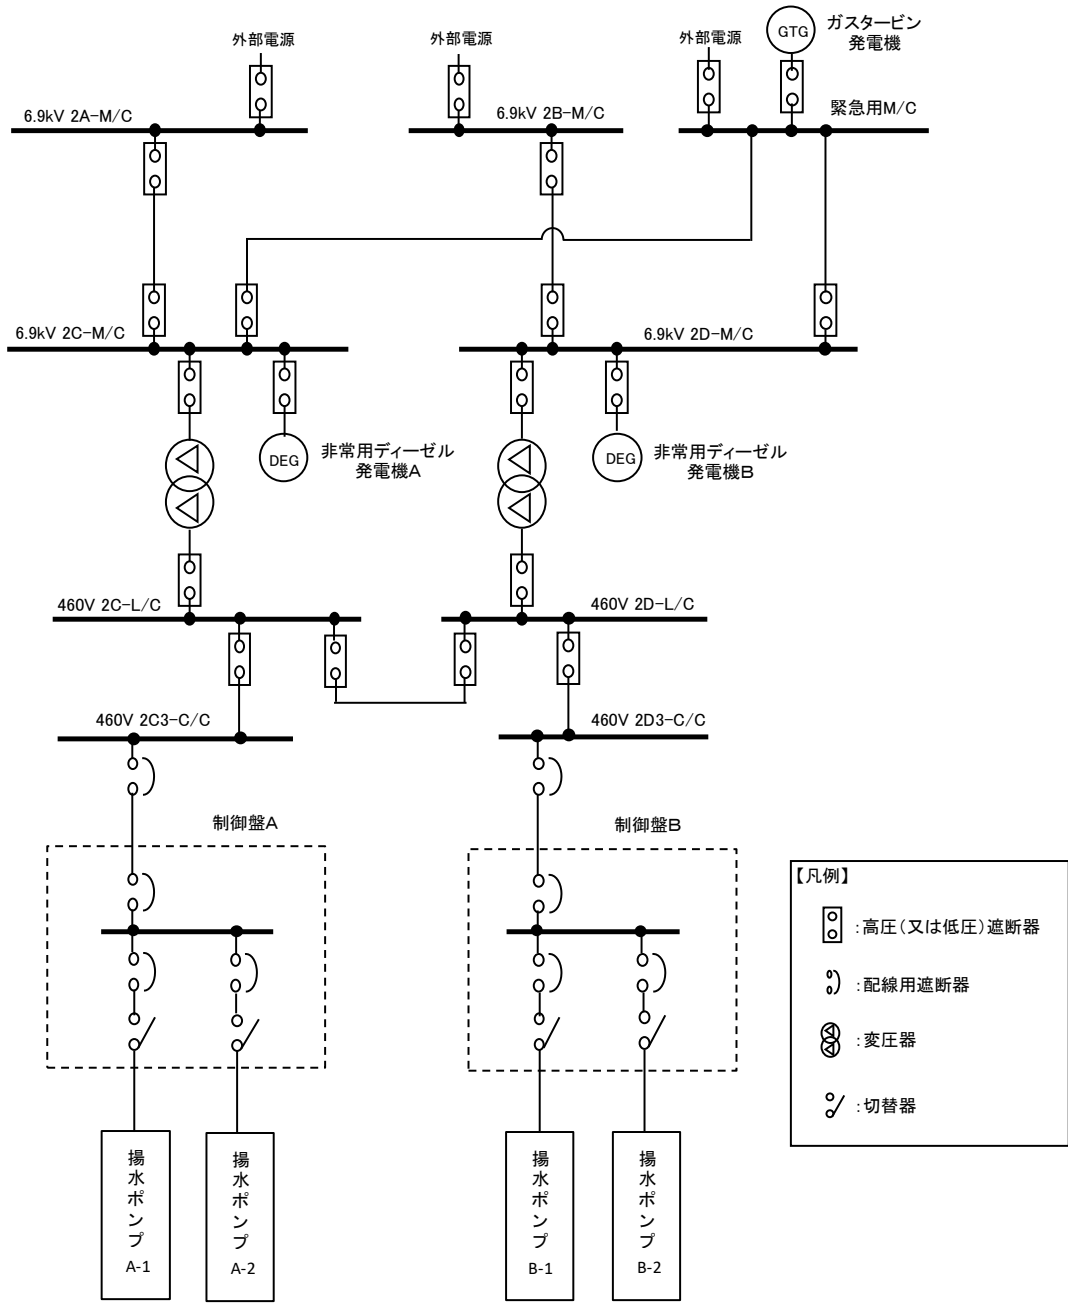 外部電源
外部電源
外部電源
GTG
ガスタービン
発電機
6.9kV 2A-M/C
6.9kV 2B-M/C
緊急用M/C
6.9kV 2C-M/C
6.9kV 2D-M/C
DEG
非常用ディーゼル
発電機A
DEG
非常用ディーゼル
発電機B
460V 2C-L/C
460V 2D-L/C
460V 2C3-C/C
460V 2D3-C/C
制御盤A
制御盤B
【凡例】
:高圧(又は低圧)遮断器
:配線用遮断器
:変圧器
:切替器
揚水ポンプ
A-1
揚水ポンプ
A-2
揚水ポンプ
B-1
揚水ポンプ
B-2